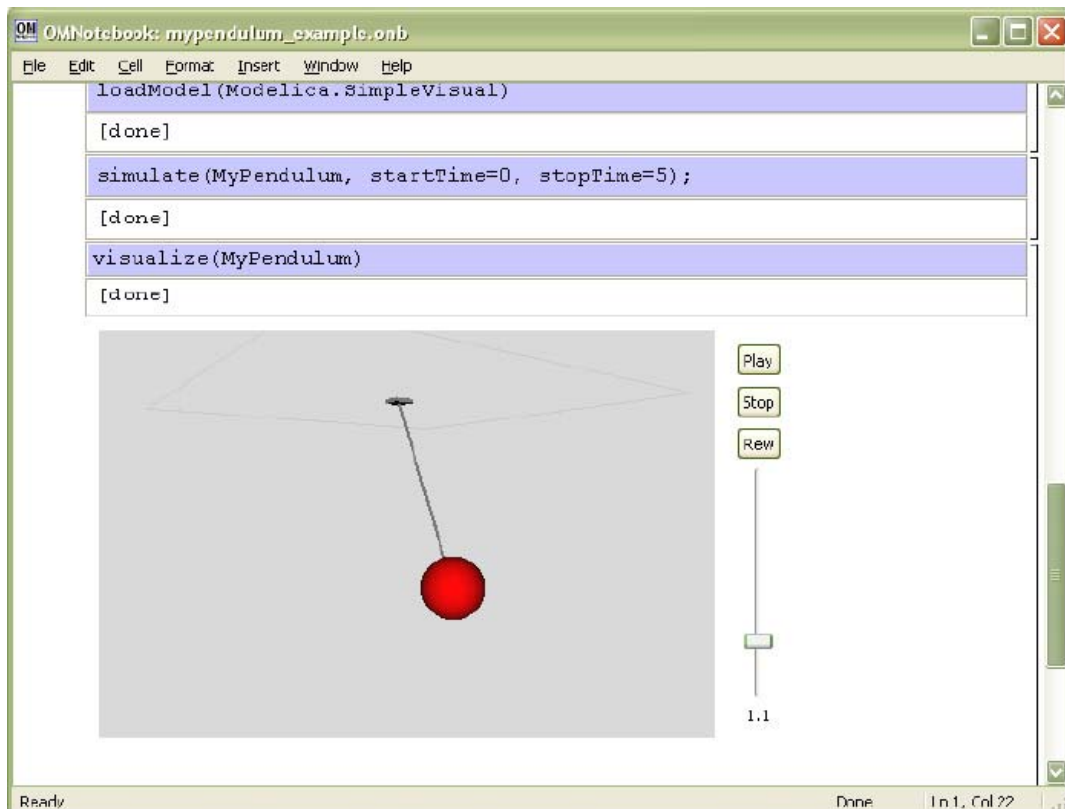 OMNotebook: mypendulum_example.onb
File Edit Cell Format Insert Window Help
loadModel(Modelica.SimpleVisual)
[done]
simulate(MyPendulum, startTime=0, stopTime=5);
[done]
visualize(MyPendulum)
[done]
Play
Stop
Rew
1.1
Ready Done Ln 1, Col 22